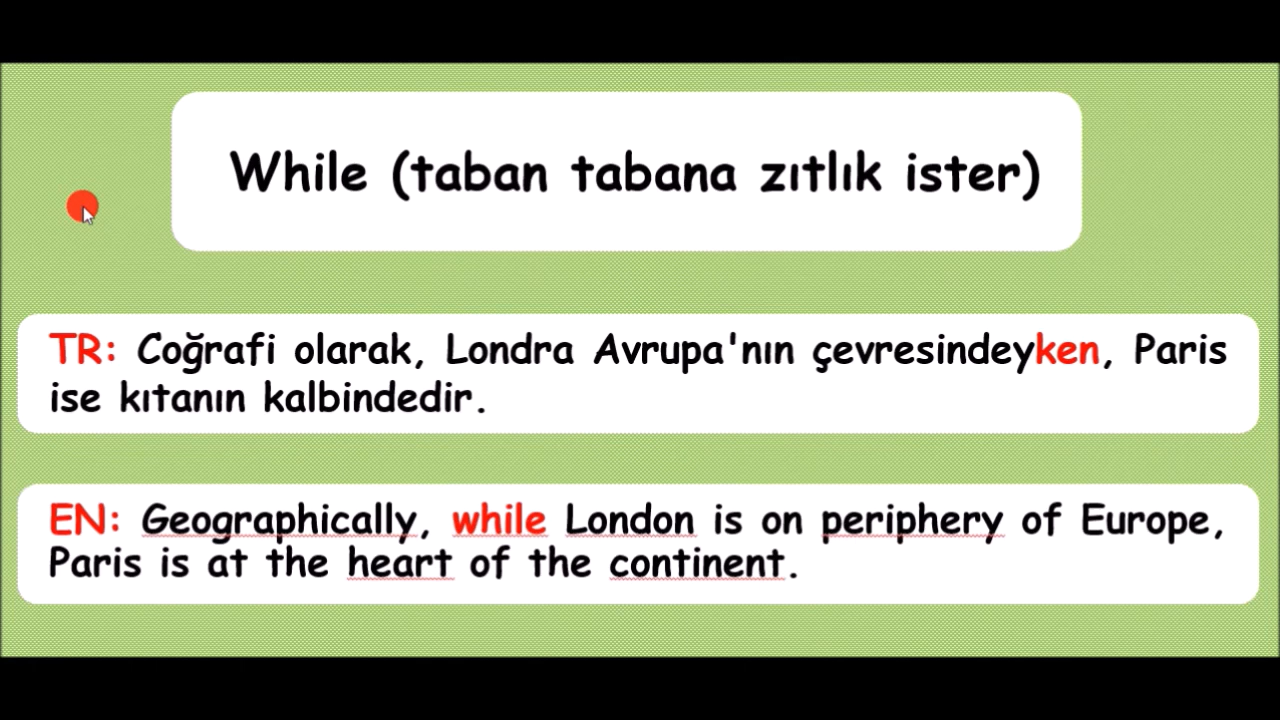 While (taban tabana zıtlık ister)
TR: Coğrafi olarak, Londra Avrupa'nın çevresindeyken, Paris
ise kıtanın kalbindedir.
EN: Geographically, while London is on periphery of Europe,
Paris is at the heart of the continent.